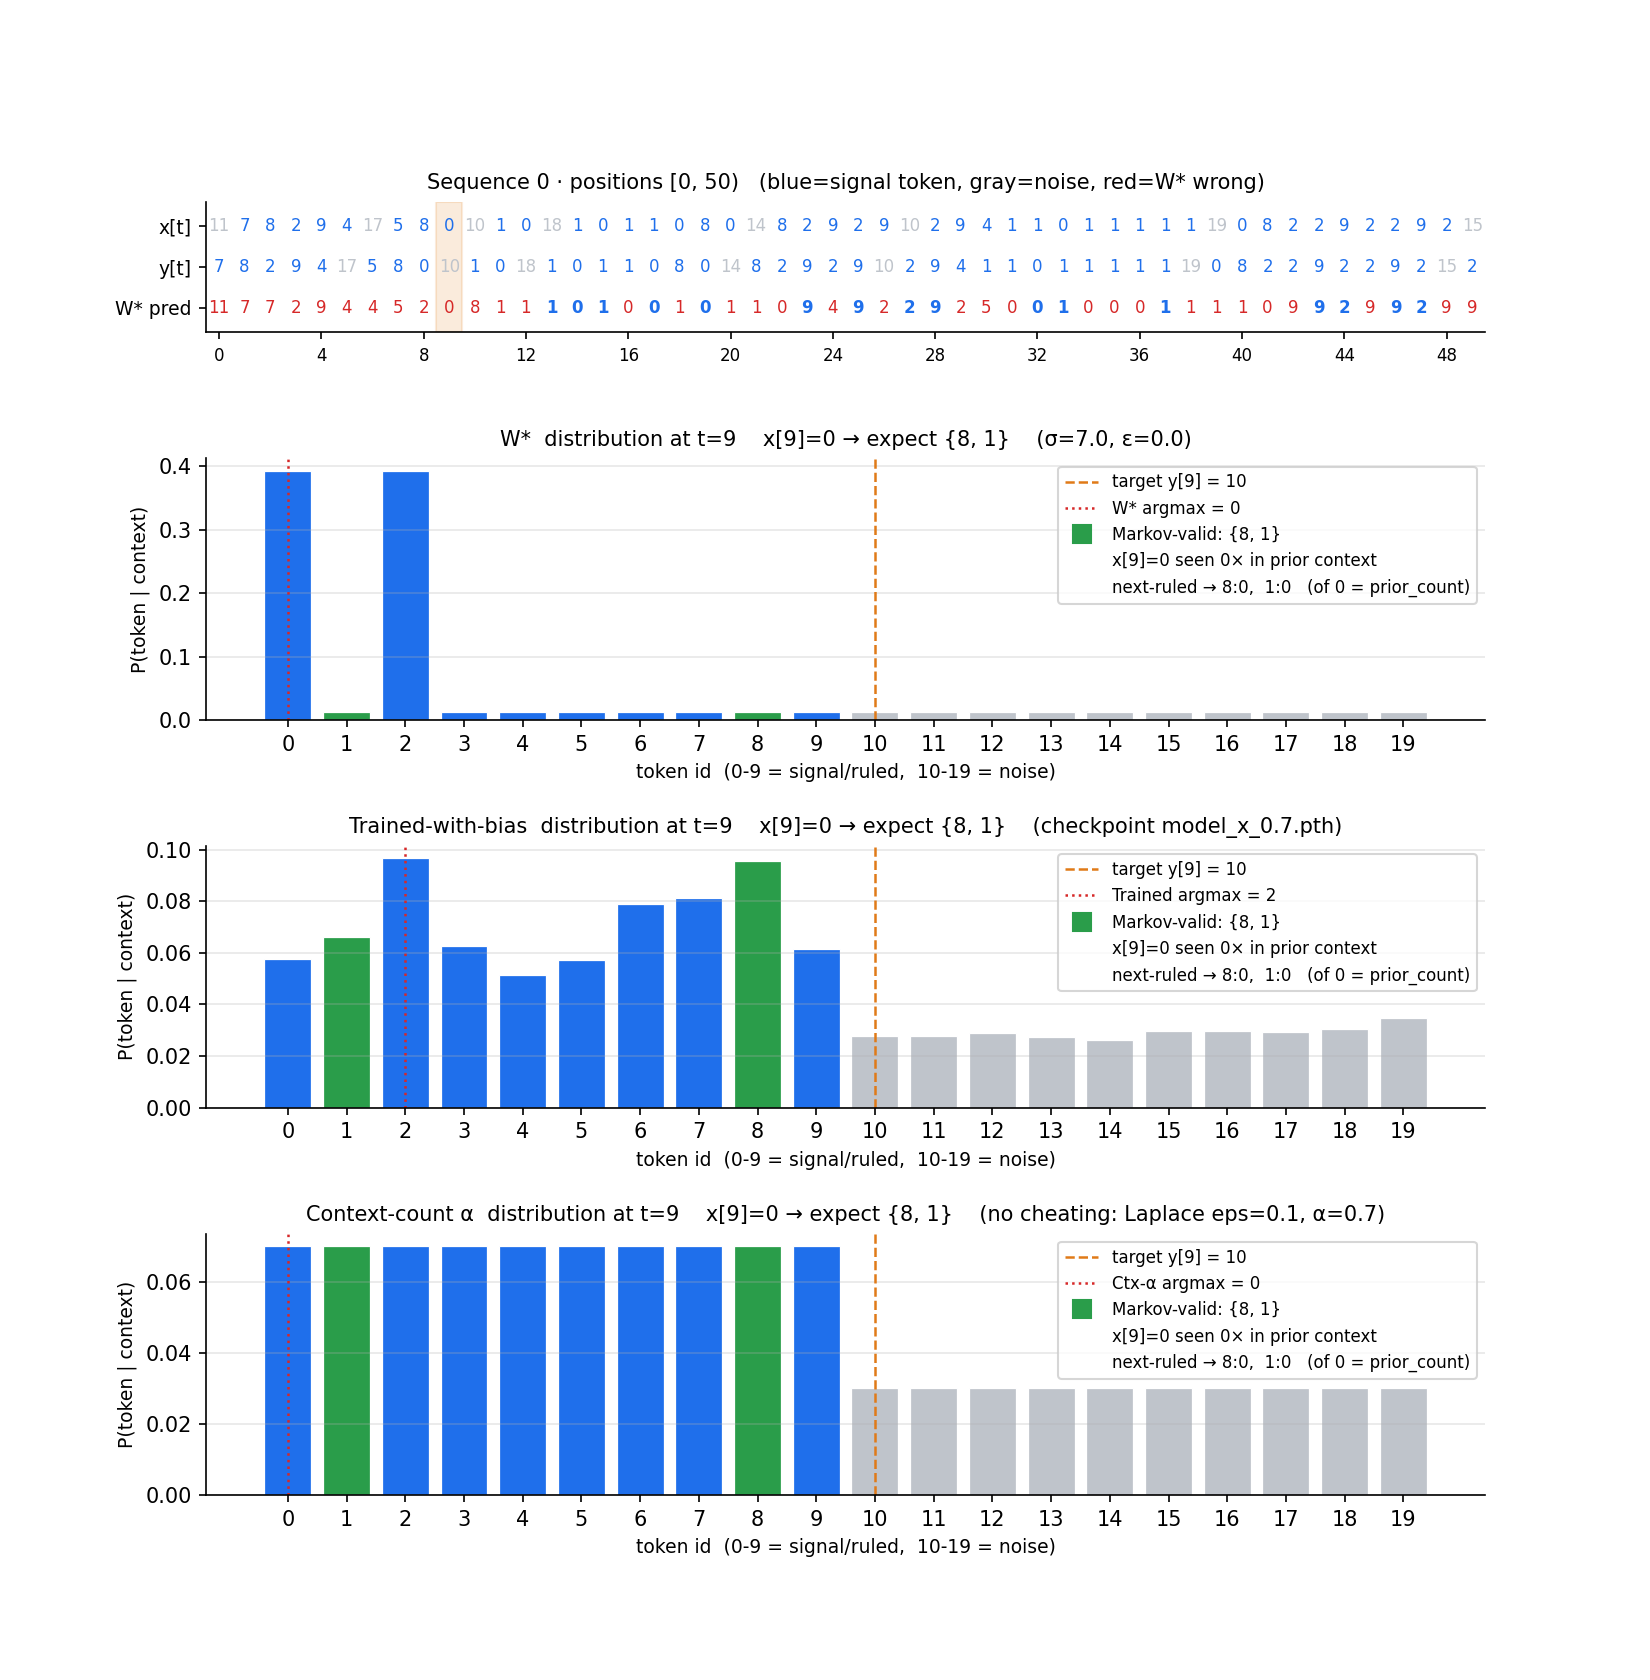 Sequence 0 · positions [0, 50)   (blue=signal token, gray=noise, red=W* wrong)
x[t] 11 7 8 2 9 4 17 5 8 0 10 1 0 18 1 0 1 1 0 8 0 14 8 2 9 2 9 10 2 9 4 1 1 0 1 1 1 1 1 19 0 8 2 2 9 2 2 9 2 15
y[t] 7 8 2 9 4 17 5 8 0 10 1 0 18 1 0 1 1 0 8 0 14 8 2 9 2 9 10 2 9 4 1 1 0 1 1 1 1 1 19 0 8 2 2 9 2 2 9 2 15 2
W* pred 11 7 7 2 9 4 4 5 2 0 8 1 1 1 0 1 0 0 1 0 1 1 0 9 4 9 2 2 9 2 5 0 0 1 0 0 0 1 1 1 1 0 9 9 2 9 9 2 9 9
0 4 8 12 16 20 24 28 32 36 40 44 48
W*  distribution at t=9    x[9]=0 → expect {8, 1}    (σ=7.0, ε=0.0)
P(token | context)
0.4
0.3
0.2
0.1
0.0
target y[9] = 10
W* argmax = 0
Markov-valid: {8, 1}
x[9]=0 seen 0× in prior context
next-ruled → 8:0,  1:0   (of 0 = prior_count)
0 1 2 3 4 5 6 7 8 9 10 11 12 13 14 15 16 17 18 19
token id  (0-9 = signal/ruled,  10-19 = noise)
Trained-with-bias  distribution at t=9    x[9]=0 → expect {8, 1}    (checkpoint model_x_0.7.pth)
P(token | context)
0.10
0.08
0.06
0.04
0.02
0.00
target y[9] = 10
Trained argmax = 2
Markov-valid: {8, 1}
x[9]=0 seen 0× in prior context
next-ruled → 8:0,  1:0   (of 0 = prior_count)
0 1 2 3 4 5 6 7 8 9 10 11 12 13 14 15 16 17 18 19
token id  (0-9 = signal/ruled,  10-19 = noise)
Context-count α  distribution at t=9    x[9]=0 → expect {8, 1}    (no cheating: Laplace eps=0.1, α=0.7)
P(token | context)
0.06
0.04
0.02
0.00
target y[9] = 10
Ctx-α argmax = 0
Markov-valid: {8, 1}
x[9]=0 seen 0× in prior context
next-ruled → 8:0,  1:0   (of 0 = prior_count)
0 1 2 3 4 5 6 7 8 9 10 11 12 13 14 15 16 17 18 19
token id  (0-9 = signal/ruled,  10-19 = noise)